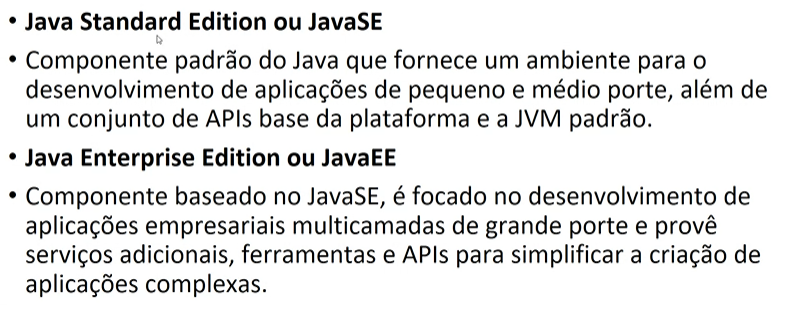 • Java Standard Edition ou JavaSE
• Componente padrão do Java que fornece um ambiente para o
desenvolvimento de aplicações de pequeno e médio porte, além de
um conjunto de APIs base da plataforma e a JVM padrão.
• Java Enterprise Edition ou JavaEE
• Componente baseado no JavaSE, é focado no desenvolvimento de
aplicações empresariais multicamadas de grande porte e provê
serviços adicionais, ferramentas e APIs para simplificar a criação de
aplicações complexas.